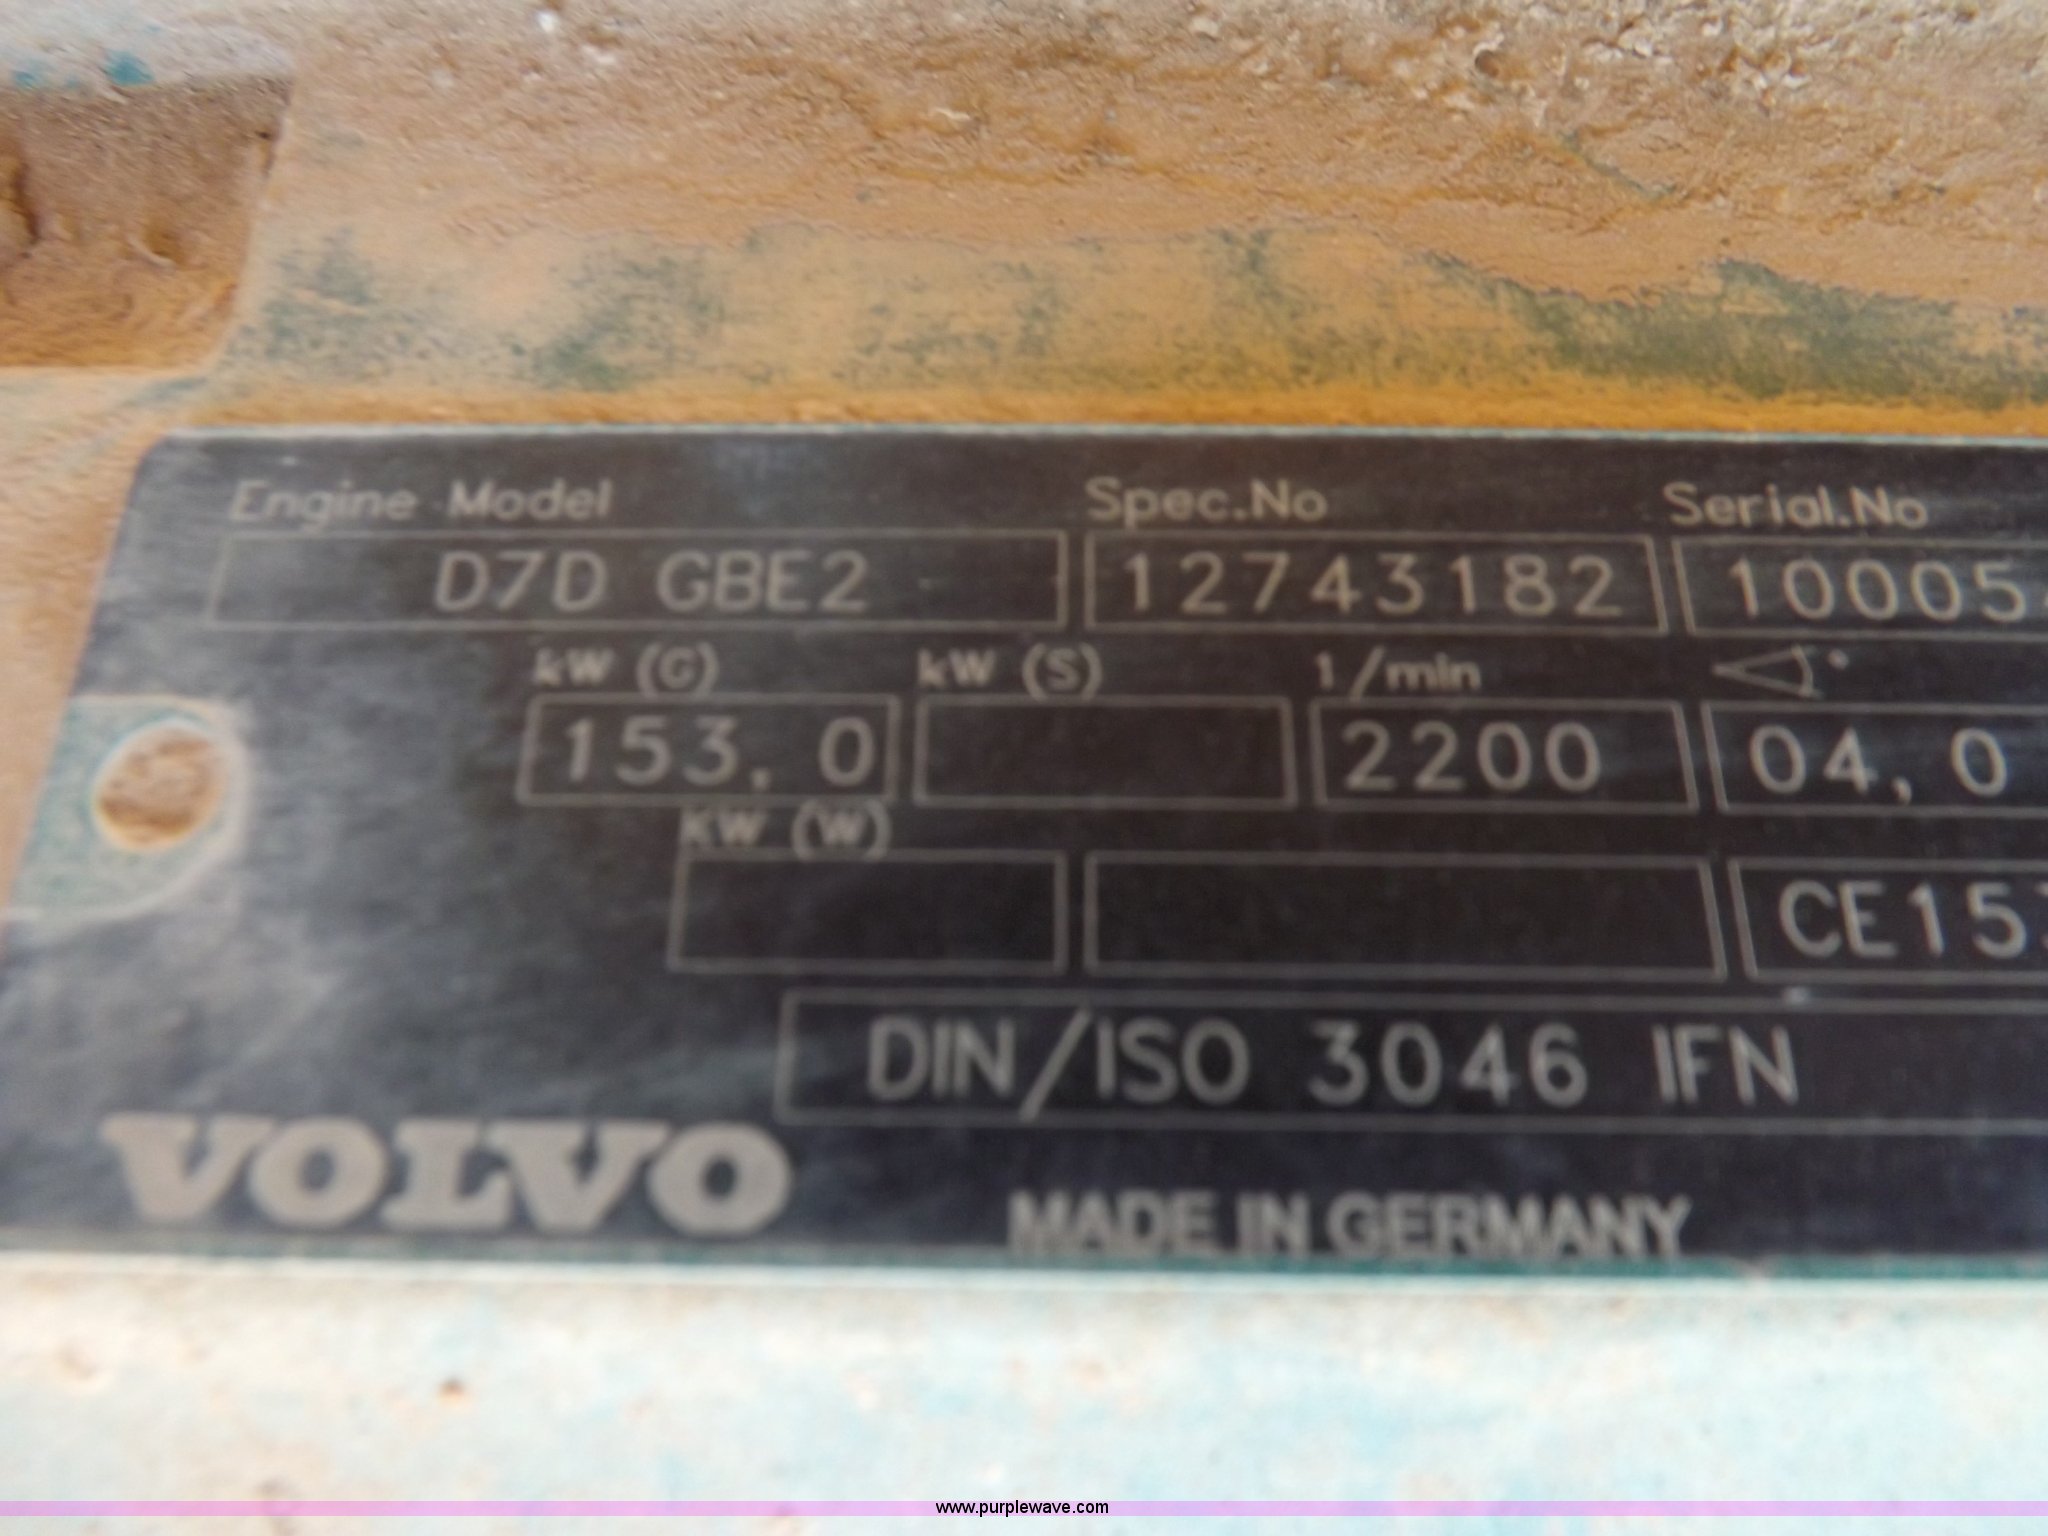 Engine Model Spec.No Serial.No
D7D GBE2 12743182 10005
kW (G) kW (S) 1/min
153,0 2200 04,0
kW (W)
CE15
DIN/ISO 3046 IFN
VOLVO
MADE IN GERMANY
www.purplewave.com